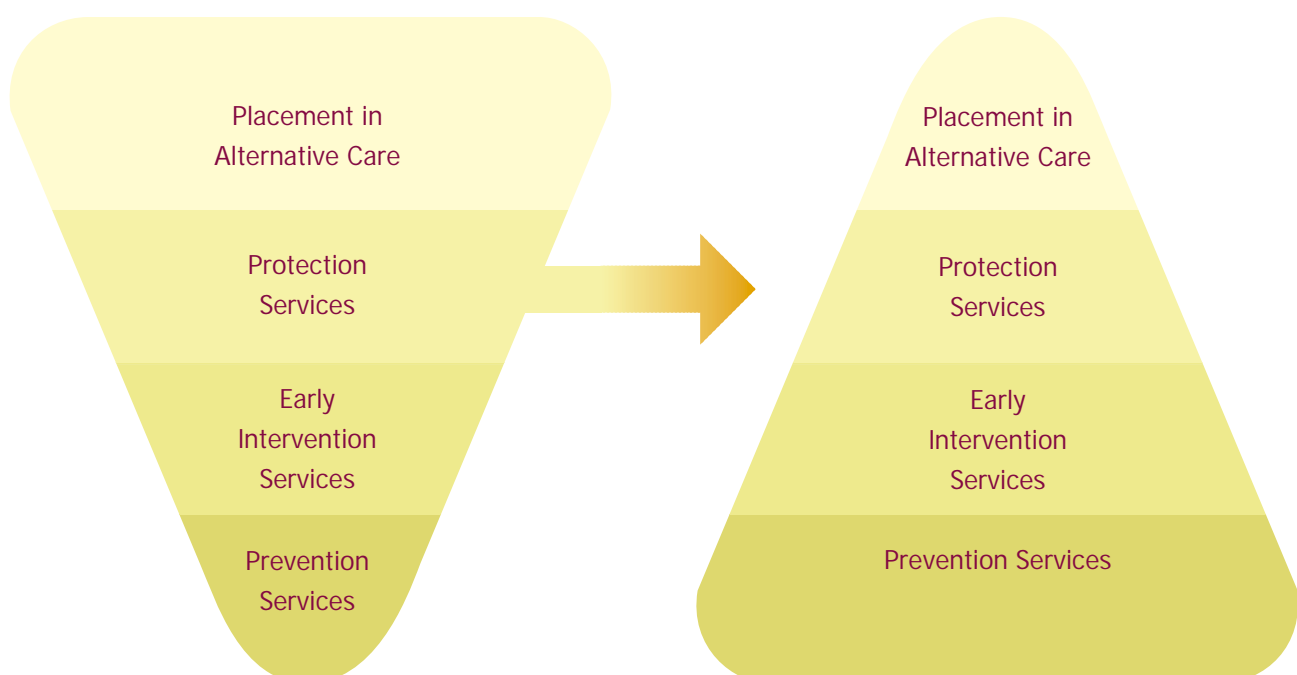 Placement in
Alternative Care
Protection
Services
Early
Intervention
Services
Prevention
Services
Placement in
Alternative Care
Protection
Services
Early
Intervention
Services
Prevention Services